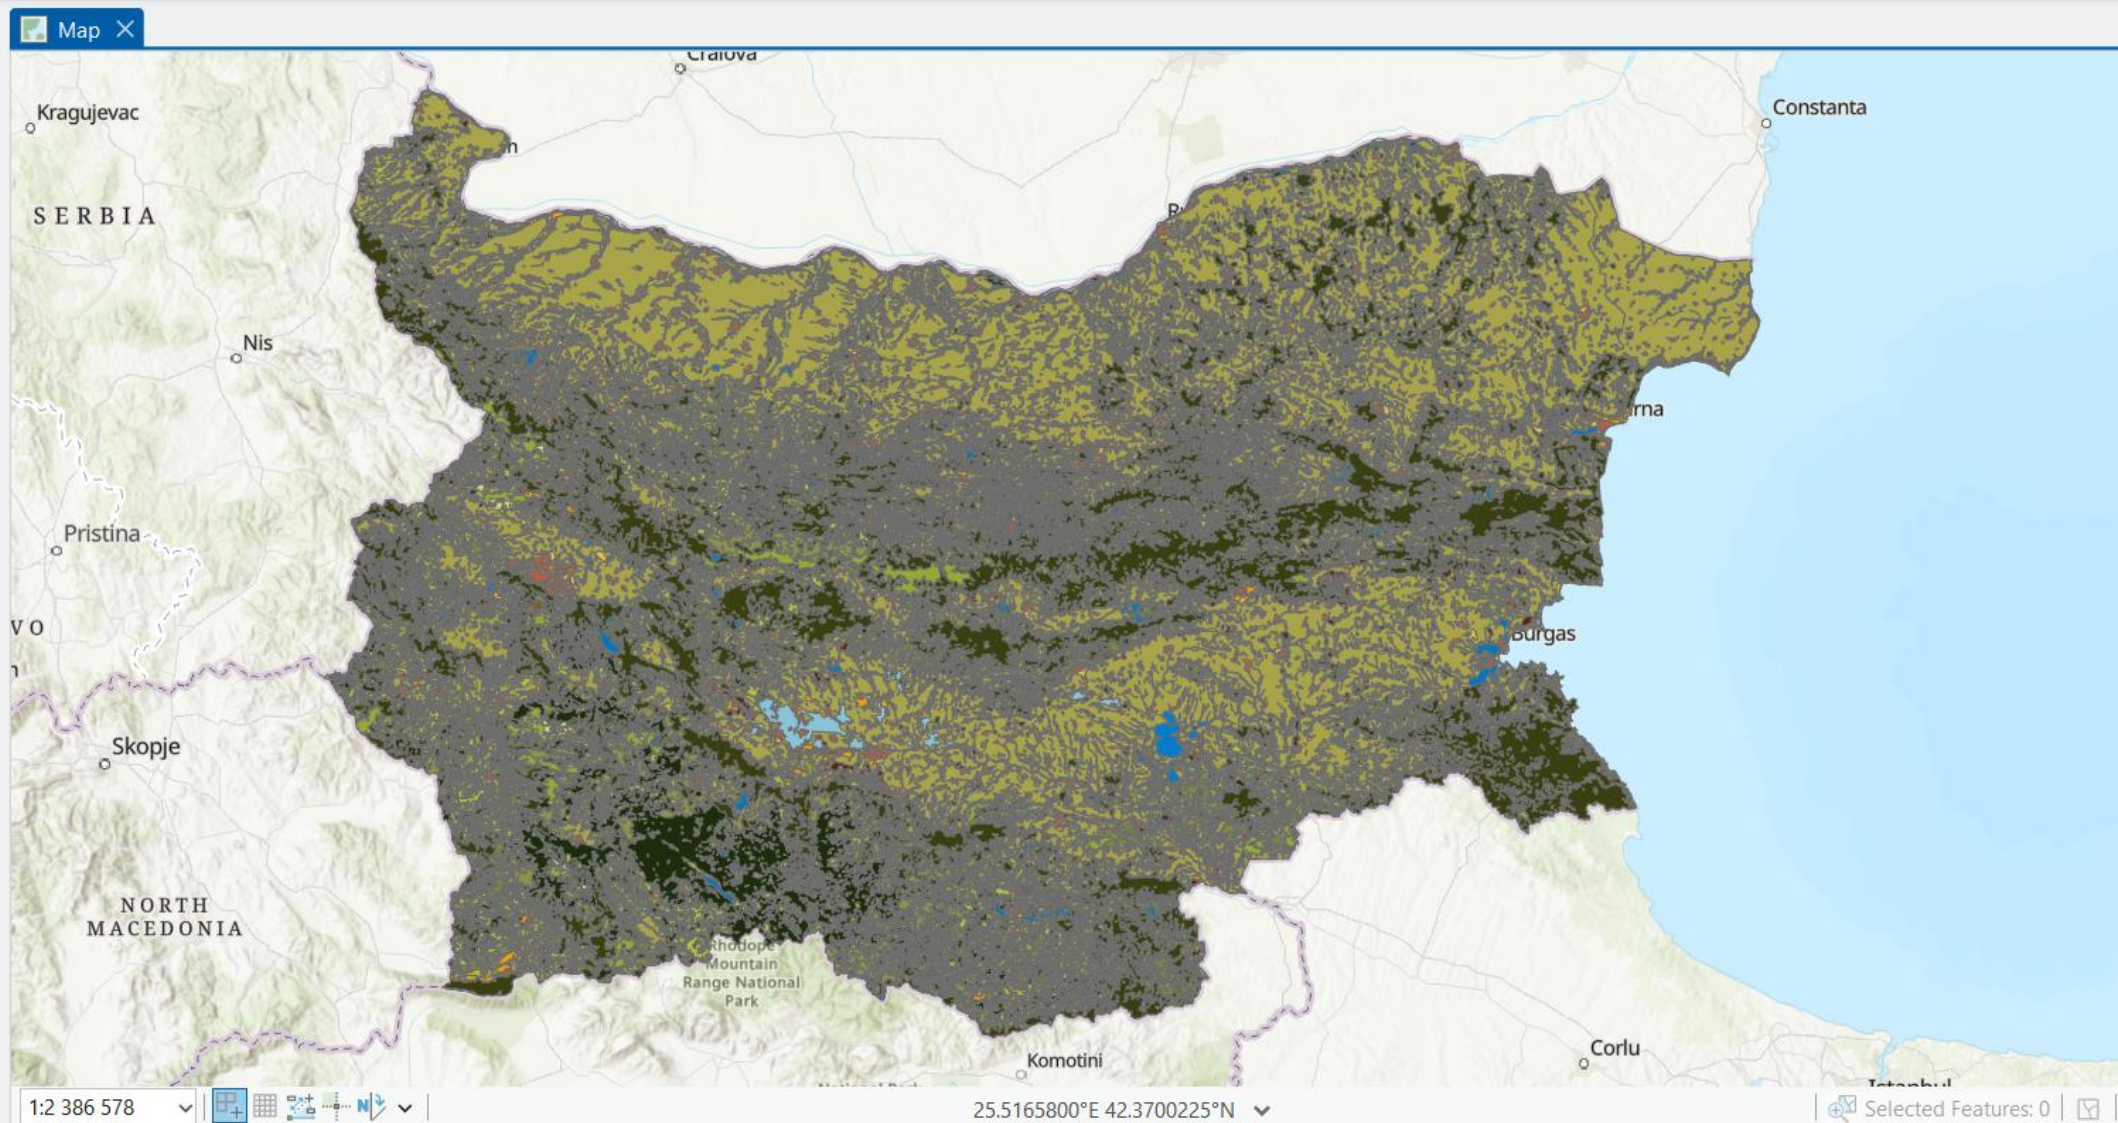 Map
Craiova
Kragujevac
Constanta
n
R
SERBIA
Nis
rna
Pristina
VO
Burgas
Skopje
NORTH
MACEDONIA
Rhodope
Mountain
Range National
Park
Komotini
Corlu
Istanbul
1:2 386 578
N
25.5165800°E 42.3700225°N
Selected Features: 0